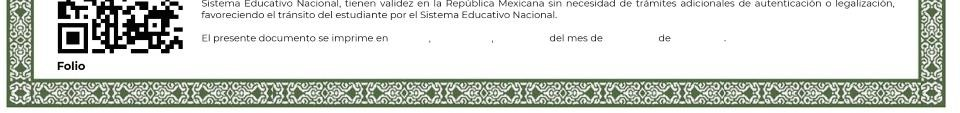 Sistema Educativo Nacional, tienen validez en la República Mexicana sin necesidad de trámites adicionales de autenticación o legalización,
favoreciendo el tránsito del estudiante por el Sistema Educativo Nacional.
El presente documento se imprime en , , del mes de de .
Folio